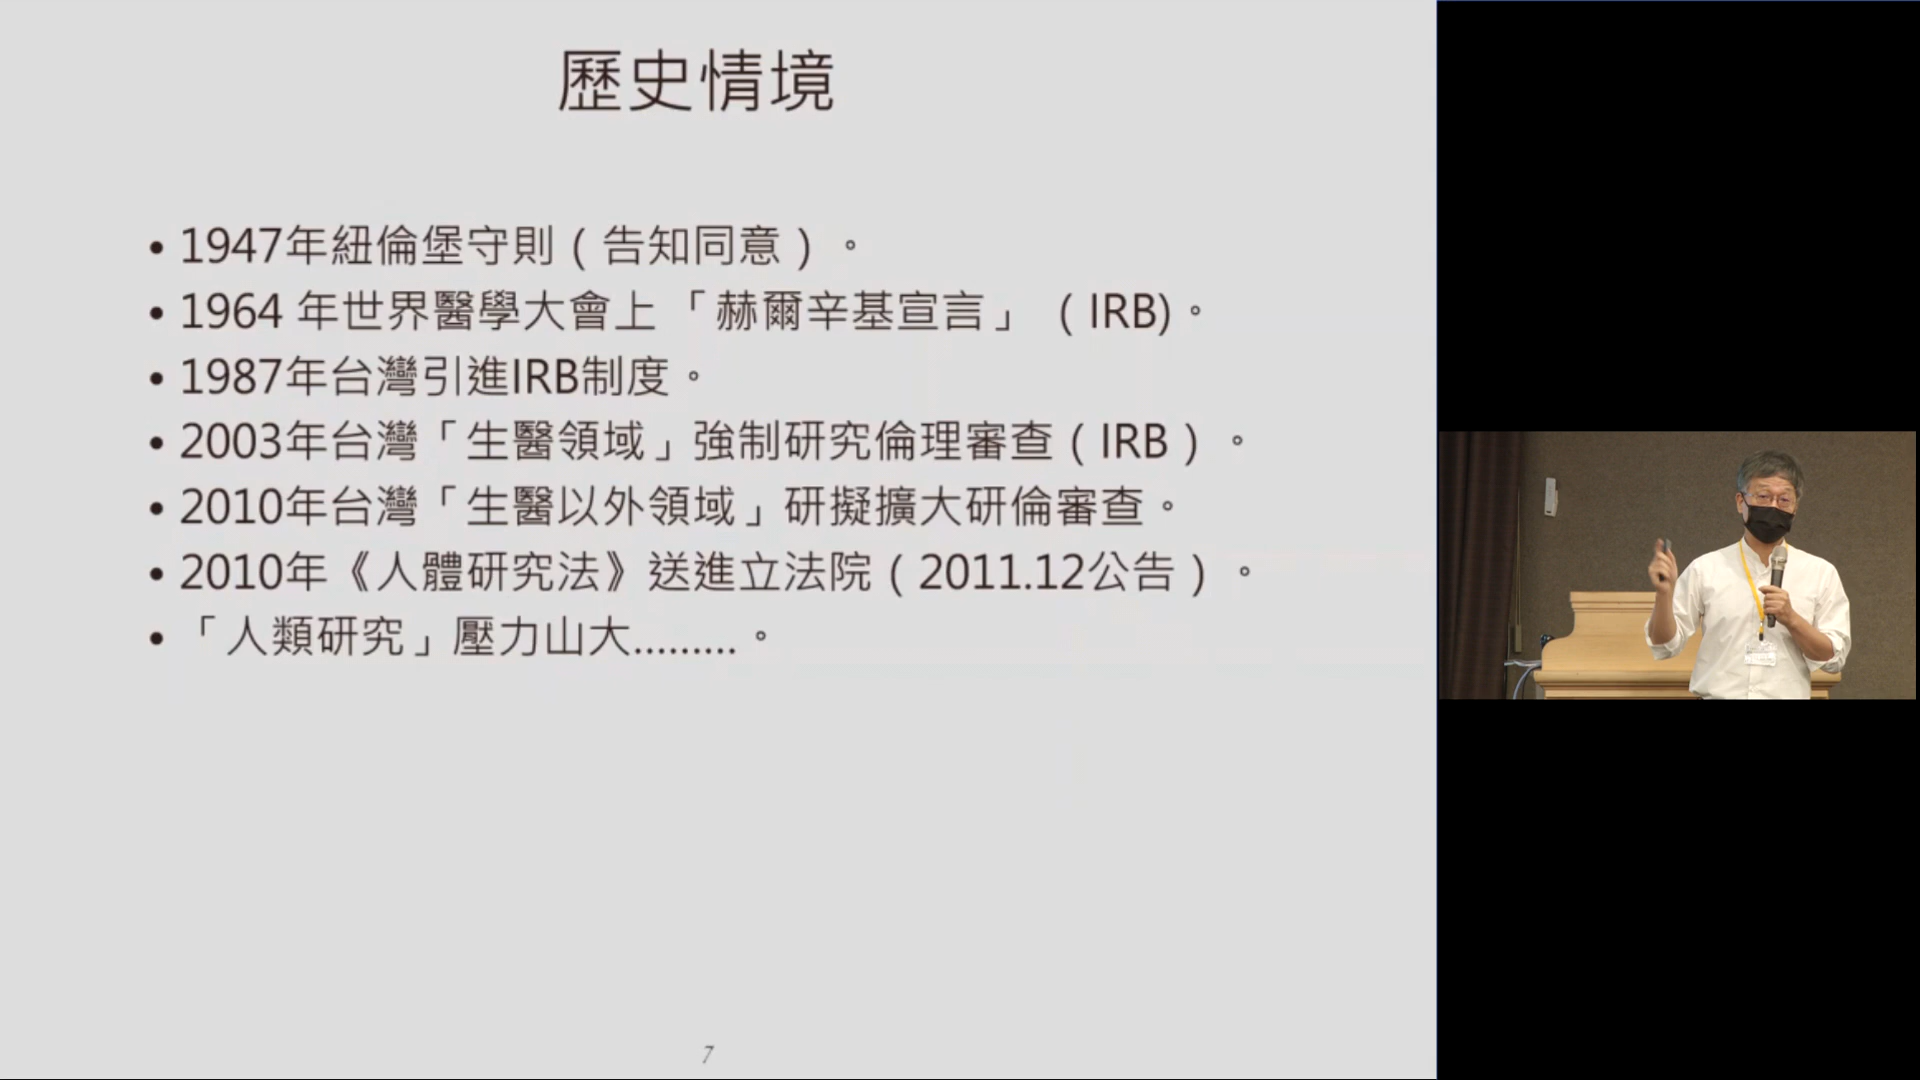 歷史情境
• 1947年紐倫堡守則（告知同意）。
• 1964 年世界醫學大會上「赫爾辛基宣言」（IRB)。
• 1987年台灣引進IRB制度。
• 2003年台灣「生醫領域」強制研究倫理審查（IRB）。
• 2010年台灣「生醫以外領域」研擬擴大研倫審查。
• 2010年《人體研究法》送進立法院（2011.12公告）。
• 「人類研究」壓力山大.........。
7